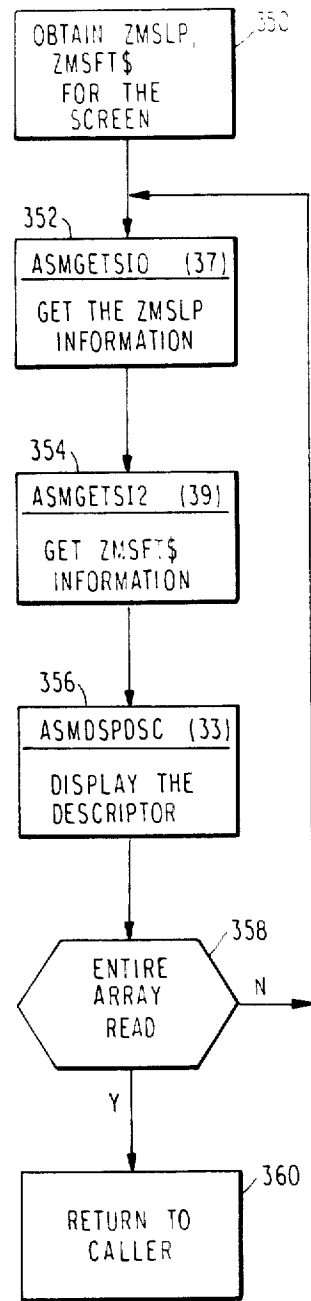 350
OBTAIN ZMSLP,
ZMSFT$
FOR THE
SCREEN
352
ASMGETSI0 (37)
GET THE ZMSLP
INFORMATION
354
ASMGETSI2 (39)
GET ZMSFT$
INFORMATION
356
ASMDSPDSC (33)
DISPLAY THE
DESCRIPTOR
358
ENTIRE
ARRAY
READ
N
Y
360
RETURN TO
CALLER